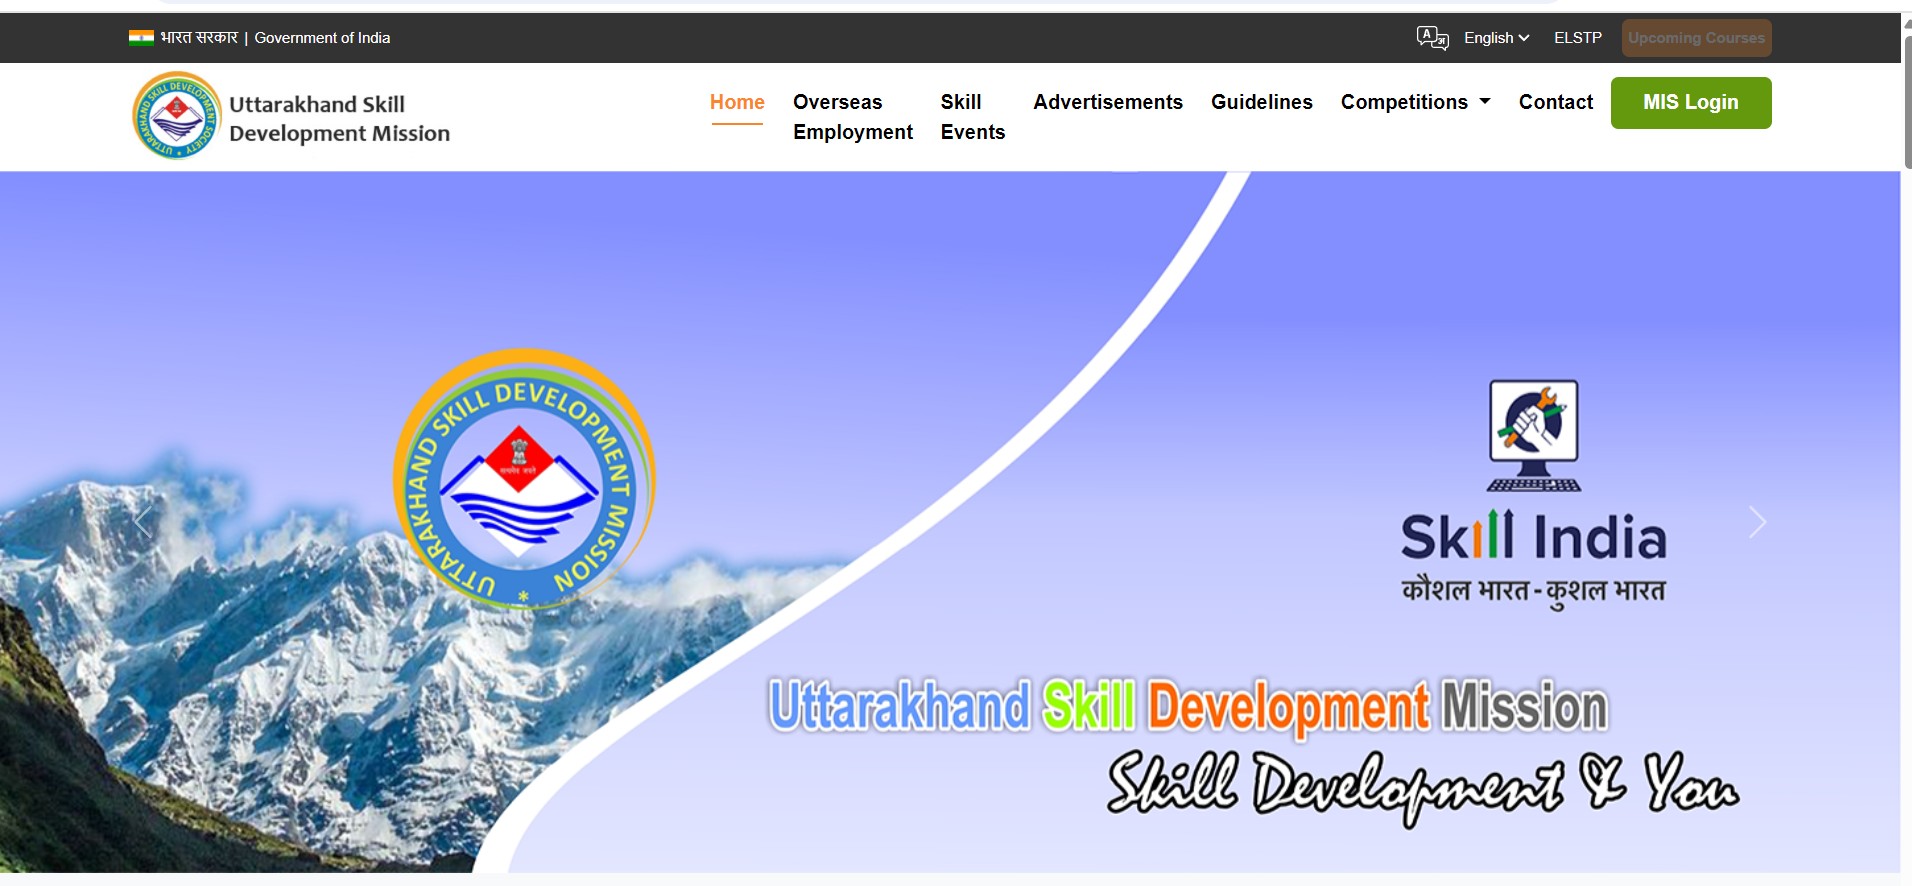 भारत सरकार | Government of India
English
ELSTP
Upcoming Courses
UTTARAKHAND SKILL DEVELOPMENT SOCIETY
Uttarakhand Skill
Development Mission
Home
Overseas
Employment
Skill
Events
Advertisements
Guidelines
Competitions
Contact
MIS Login
UTTARAKHAND SKILL DEVELOPMENT MISSION *
सत्यमेव जयते
Skill India
कौशल भारत - कुशल भारत
Uttarakhand Skill Development Mission
Skill Development & You